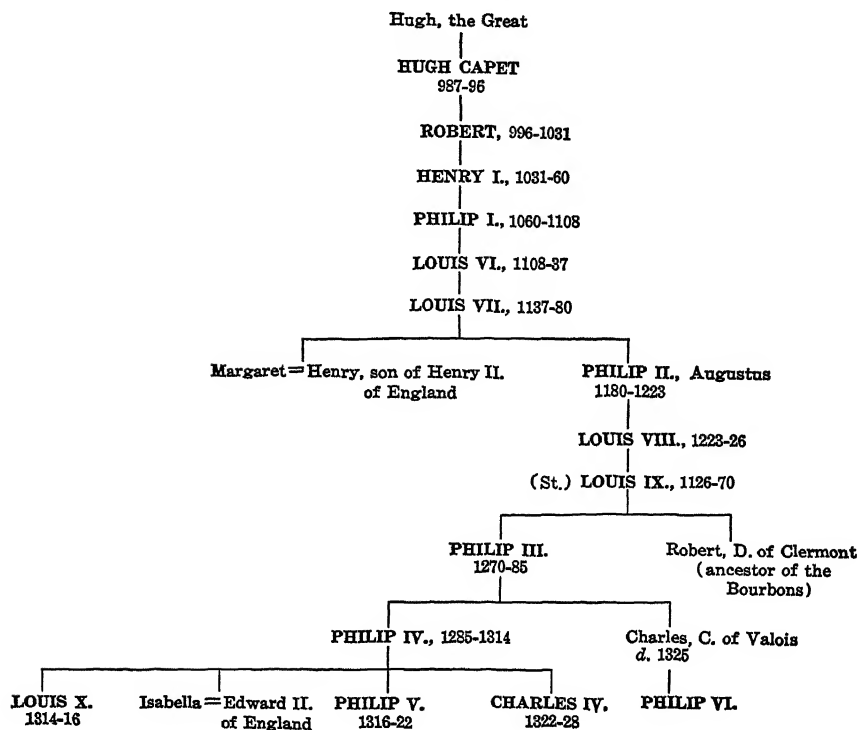 Hugh, the Great
HUGH CAPET
987-96
ROBERT, 996-1031
HENRY I., 1031-60
PHILIP I., 1060-1108
LOUIS VI., 1108-37
LOUIS VII., 1137-80
Margaret=Henry, son of Henry II.
of England
PHILIP II., Augustus
1180-1223
LOUIS VIII., 1223-26
(St.) LOUIS IX., 1126-70
PHILIP III.
1270-85
Robert, D. of Clermont
(ancestor of the
Bourbons)
PHILIP IV., 1285-1314
Charles, C. of Valois
d. 1325
LOUIS X.
1314-16
Isabella=Edward II.
of England
PHILIP V.
1316-22
CHARLES IV.
1322-28
PHILIP VI.